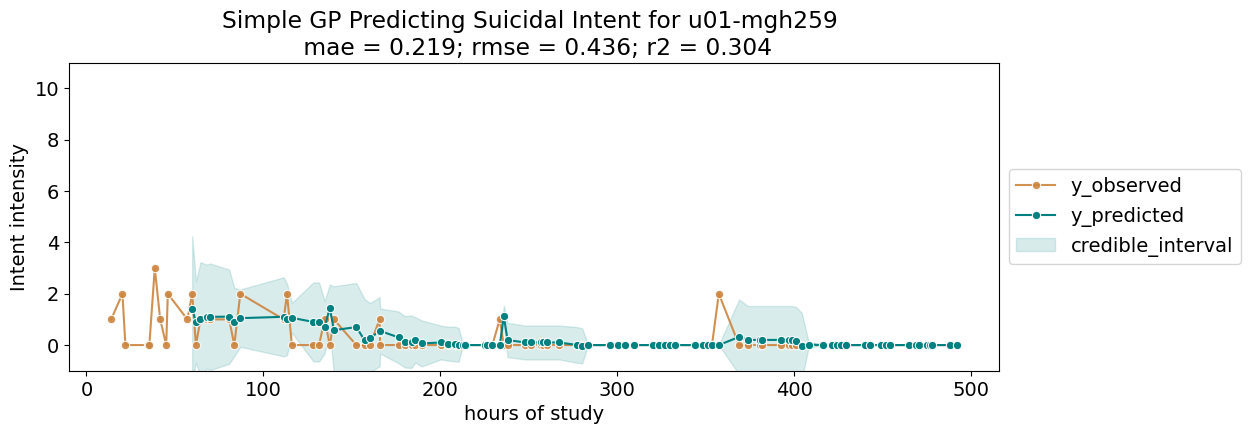 Simple GP Predicting Suicidal Intent for u01-mgh259
mae = 0.219; rmse = 0.436; r2 = 0.304
Intent intensity
10
8
6
4
2
0
0 100 200 300 400 500
hours of study
y_observed
y_predicted
credible_interval